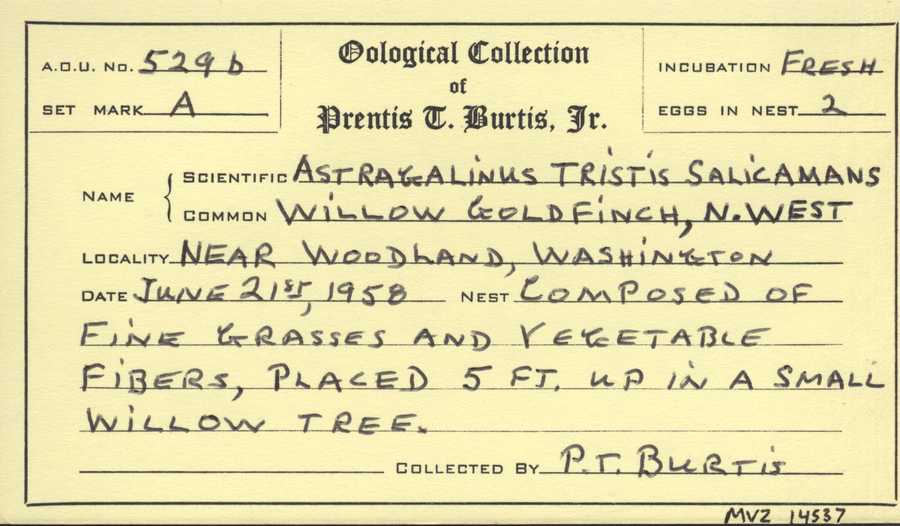 A.O.U. No. 529b
SET MARK A
Oological Collection
of
Prentis T. Burtis, Jr.
INCUBATION FRESH
EGGS IN NEST 2
NAME
SCIENTIFIC ASTRAGALINUS TRISTIS SALICAMANS
COMMON WILLOW GOLDFINCH, N.WEST
LOCALITY NEAR WOODLAND, WASHINGTON
DATE JUNE 21st, 1958 NEST COMPOSED OF
FINE GRASSES AND VEGETABLE
FIBERS, PLACED 5 FT. UP IN A SMALL
WILLOW TREE.
COLLECTED BY P.T. BURTIS
MVZ 14537